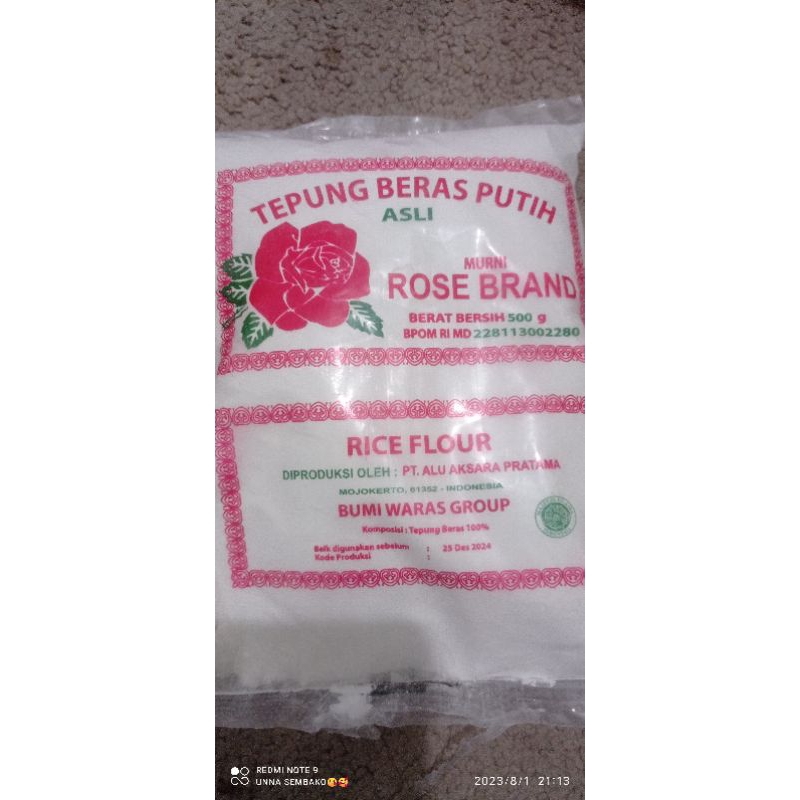 TEPUNG BERAS PUTIH
ASLI
MURNI
ROSE BRAND
BERAT BERSIH 500 g
BPOM RI MD 228113002280
RICE FLOUR
DIPRODUKSI OLEH : PT. ALU AKSARA PRATAMA
MOJOKERTO, 61352 - INDONESIA
BUMI WARAS GROUP
Komposisi : Tepung Beras 100%
Baik digunakan sebelum : 25 Des 2024
Kode Produksi :
REDMI NOTE 9
UNNA SEMBAKO😘🥰
2023/8/1 21:13